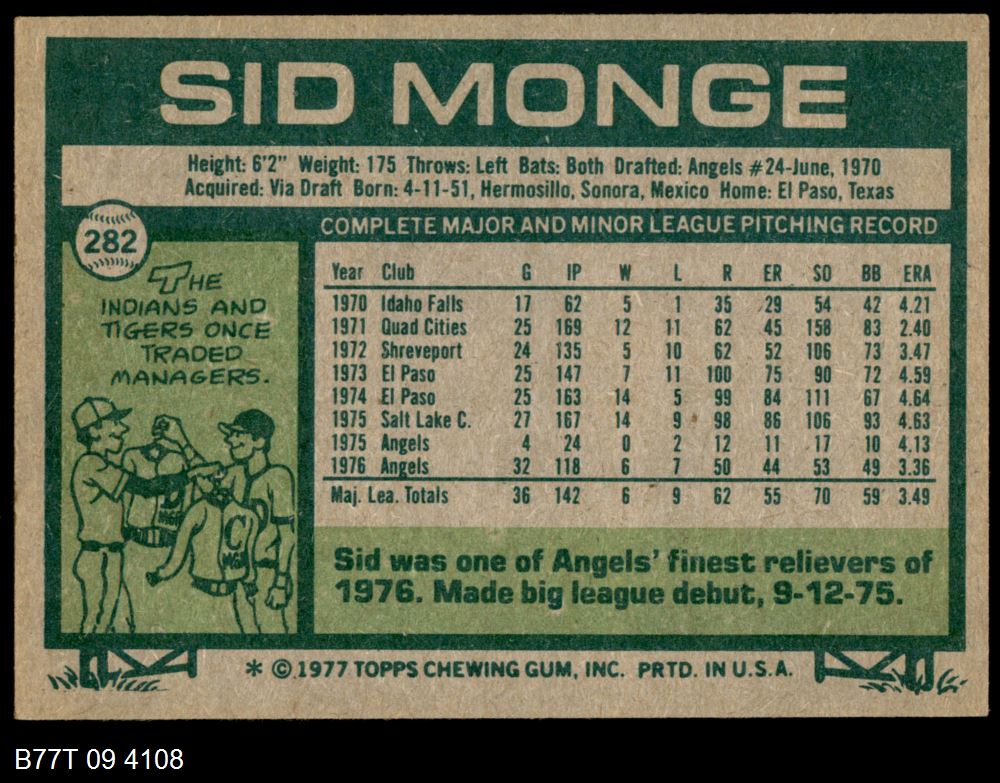 SID MONGE
Height: 6'2" Weight: 175 Throws: Left Bats: Both Drafted: Angels #24-June, 1970
Acquired: Via Draft Born: 4-11-51, Hermosillo, Sonora, Mexico Home: El Paso, Texas
282
THE
INDIANS AND
TIGERS ONCE
TRADED
MANAGERS.
C
MGR
COMPLETE MAJOR AND MINOR LEAGUE PITCHING RECORD
Year Club G IP W L R ER SO BB ERA
1970 Idaho Falls 17 62 5 1 35 29 54 42 4.21
1971 Quad Cities 25 169 12 11 62 45 158 83 2.40
1972 Shreveport 24 135 5 10 62 52 106 73 3.47
1973 El Paso 25 147 7 11 100 75 90 72 4.59
1974 El Paso 25 163 14 5 99 84 111 67 4.64
1975 Salt Lake C. 27 167 14 9 98 86 106 93 4.63
1975 Angels 4 24 0 2 12 11 17 10 4.13
1976 Angels 32 118 6 7 50 44 53 49 3.36
Maj. Lea. Totals 36 142 6 9 62 55 70 59 3.49
Sid was one of Angels' finest relievers of
1976. Made big league debut, 9-12-75.
* © 1977 TOPPS CHEWING GUM, INC. PRTD. IN U.S.A.
B77T 09 4108